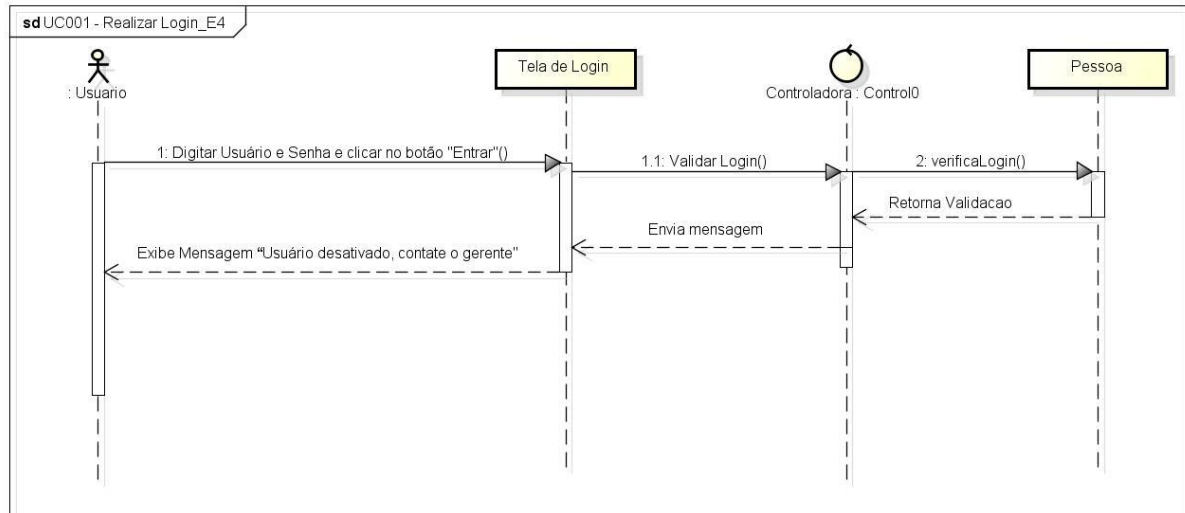 sd UC001 - Realizar Login_E4
: Usuario
Tela de Login
Controladora : Control0
Pessoa
1: Digitar Usuário e Senha e clicar no botão "Entrar"()
1.1: Validar Login()
2: verificaLogin()
Retorna Validacao
Envia mensagem
Exibe Mensagem “Usuário desativado, contate o gerente"